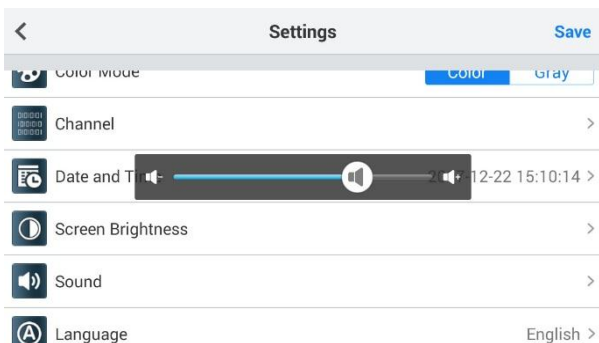 Settings
Save
Color Mode
Color
Gray
Channel
Date and Time
12-22 15:10:14
Screen Brightness
Sound
Language
English